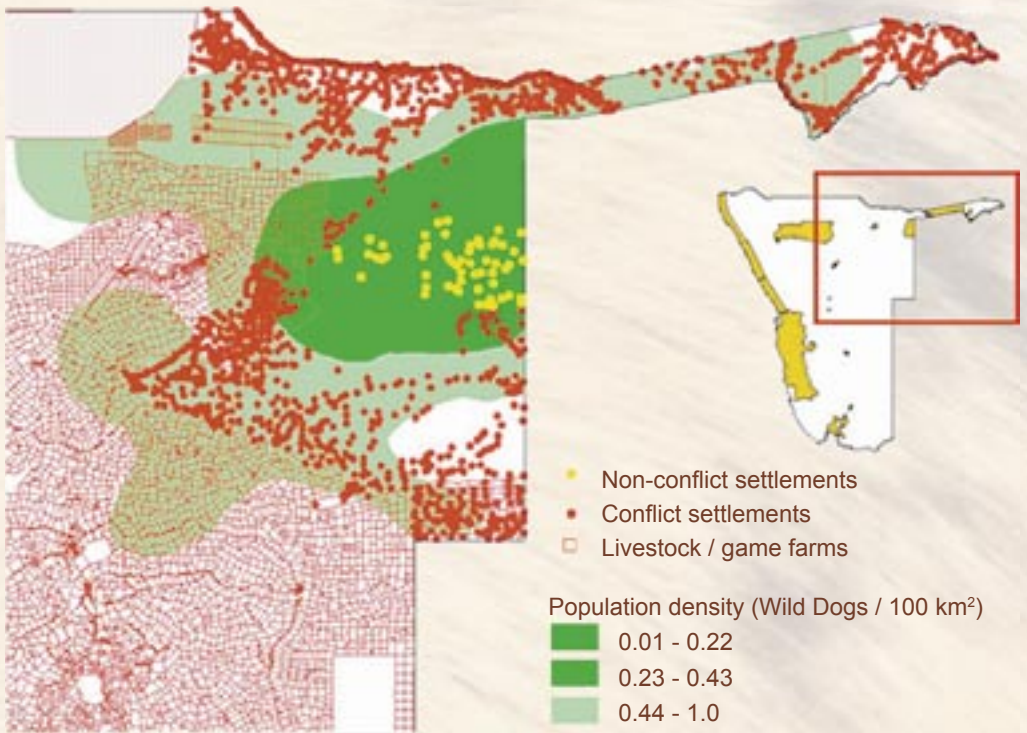 Non-conflict settlements
Conflict settlements
Livestock / game farms
Population density (Wild Dogs / 100 km²)
0.01 - 0.22
0.23 - 0.43
0.44 - 1.0